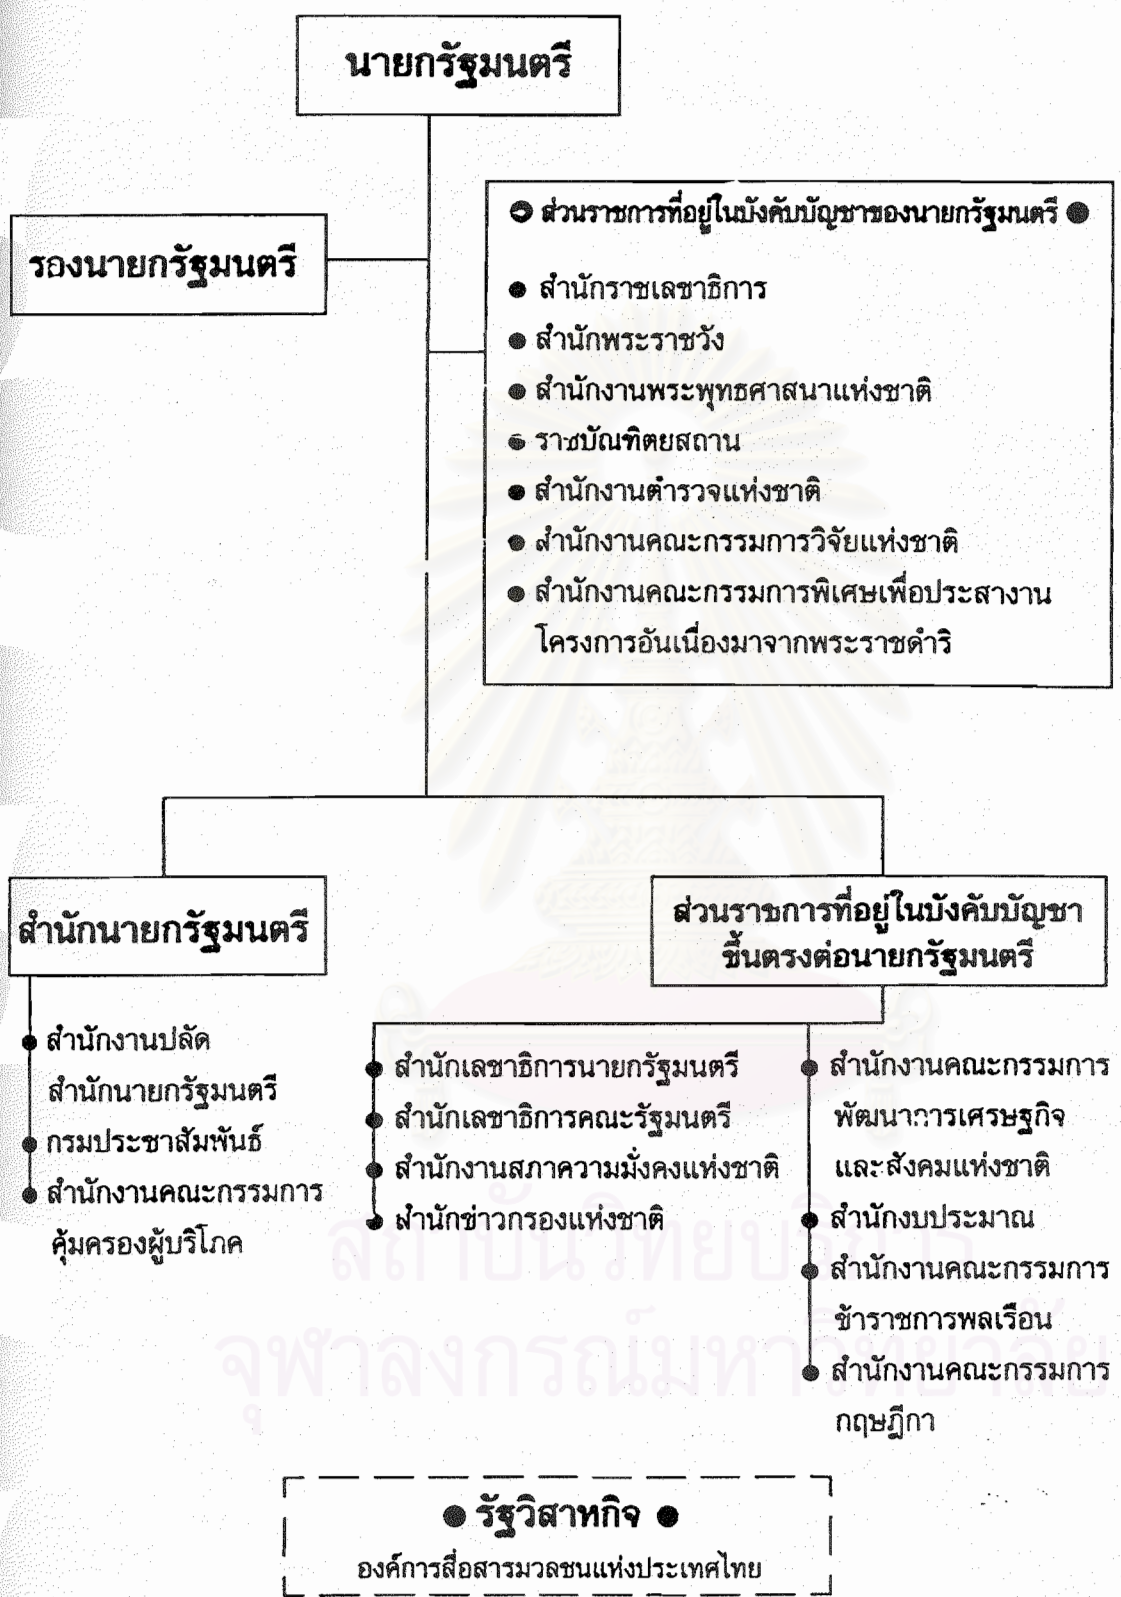 นายกรัฐมนตรี
รองนายกรัฐมนตรี
ส่วนราชการที่อยู่ในบังคับบัญชาของนายกรัฐมนตรี
● สำนักราชเลขาธิการ
● สำนักพระราชวัง
● สำนักงานพระพุทธศาสนาแห่งชาติ
● ราชบัณฑิตยสถาน
● สำนักงานตำรวจแห่งชาติ
● สำนักงานคณะกรรมการวิจัยแห่งชาติ
● สำนักงานคณะกรรมการพิเศษเพื่อประสางาน
โครงการอันเนื่องมาจากพระราชดำริ
สำนักนายกรัฐมนตรี
● สำนักงานปลัด
สำนักนายกรัฐมนตรี
● กรมประชาสัมพันธ์
● สำนักงานคณะกรรมการ
คุ้มครองผู้บริโภค
ส่วนราชการที่อยู่ในบังคับบัญชา
ขึ้นตรงต่อนายกรัฐมนตรี
● สำนักเลขาธิการนายกรัฐมนตรี
● สำนักเลขาธิการคณะรัฐมนตรี
● สำนักงานสภาความมั่งคงแห่งชาติ
● สำนักข่าวกรองแห่งชาติ
● สำนักงานคณะกรรมการ
พัฒนาการเศรษฐกิจ
และสังคมแห่งชาติ
● สำนักงบประมาณ
● สำนักงานคณะกรรมการ
ข้าราชการพลเรือน
● สำนักงานคณะกรรมการ
กฤษฎีกา
สถาบันวิทยบริการ
จุฬาลงกรณ์มหาวิทยาลัย
● รัฐวิสาหกิจ ●
องค์การสื่อสารมวลชนแห่งประเทศไทย